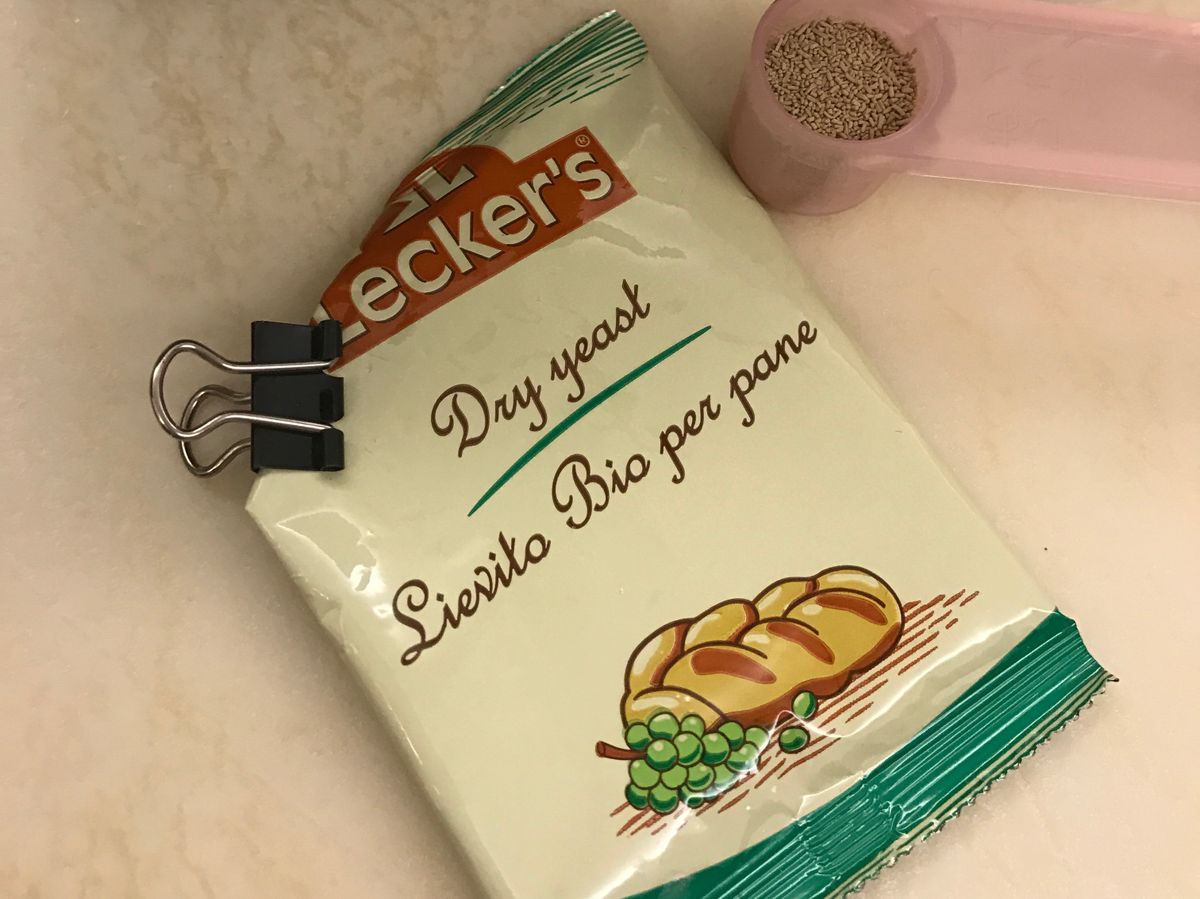 Lecker's®
Dry yeast
Lievito Bio per pane